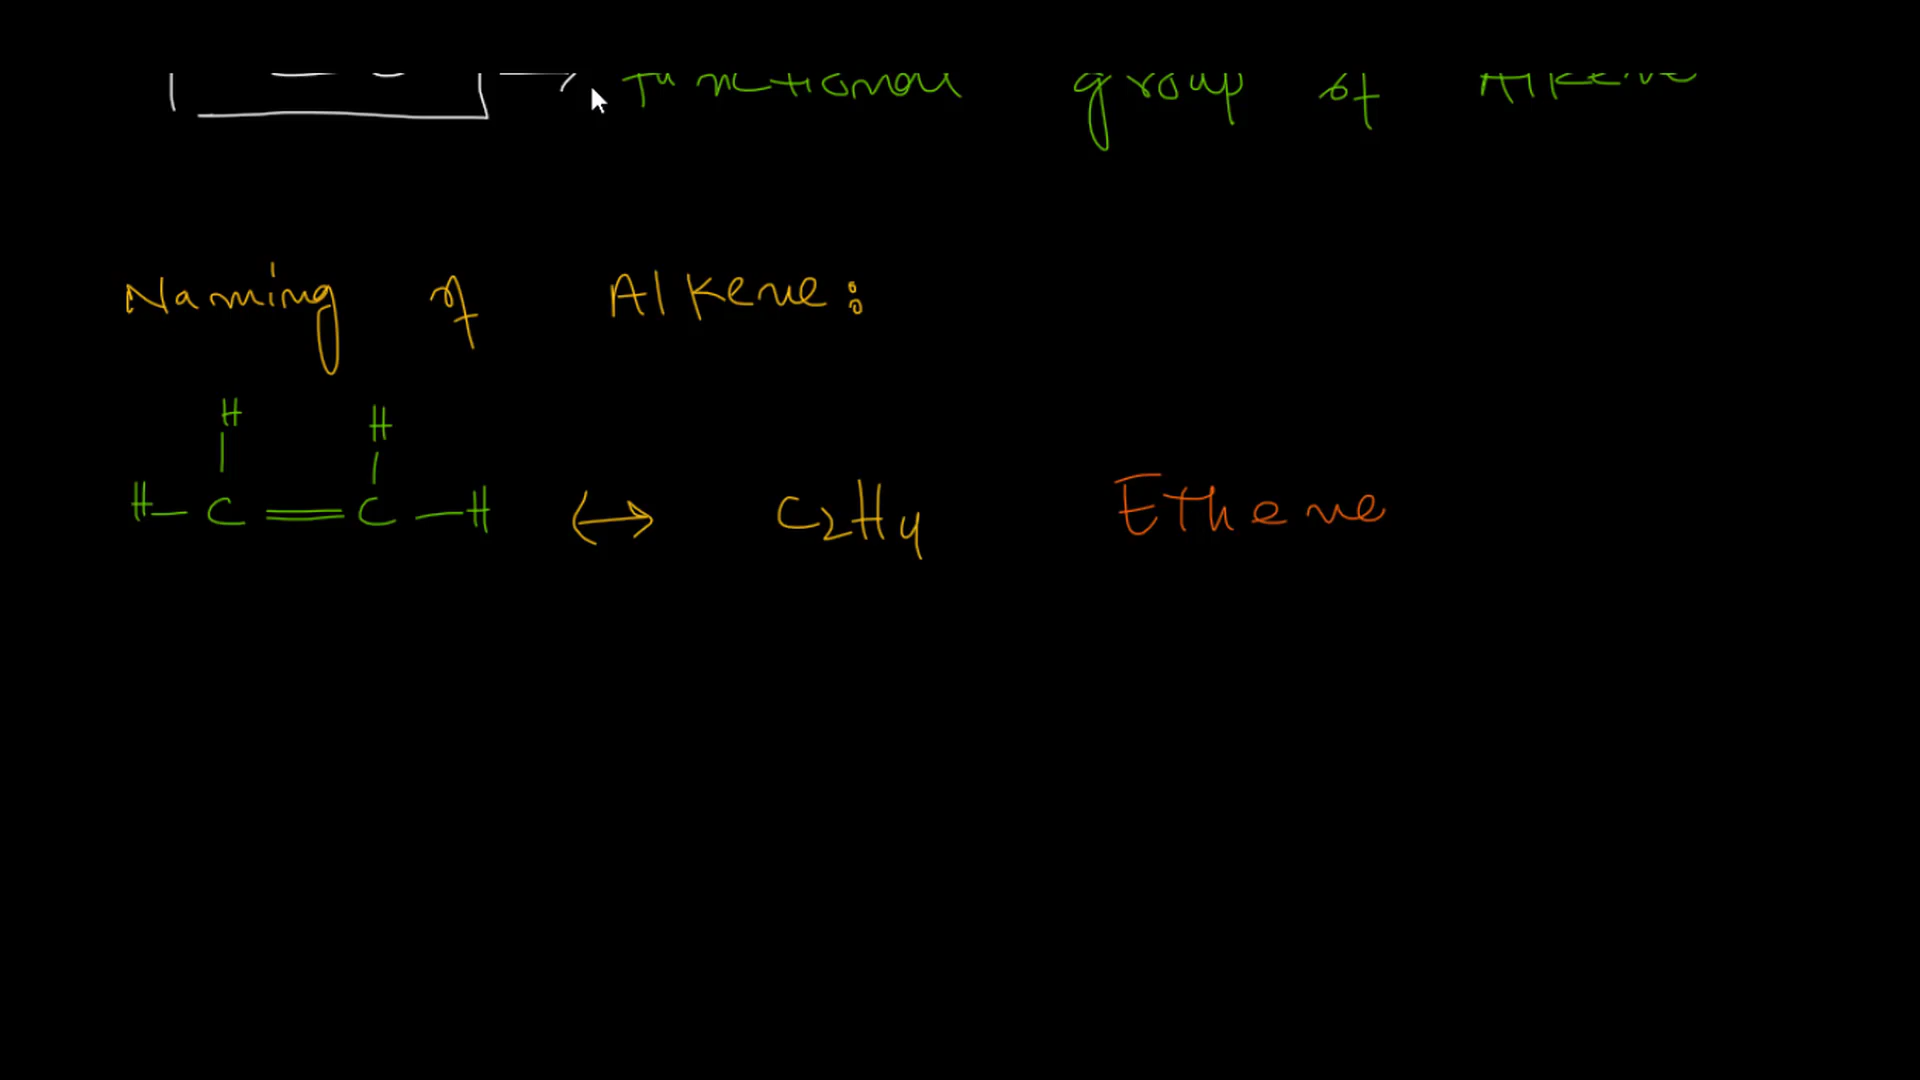 Functional group of Alkene
Naming of Alkene:
H H
H—C=C—H ↔ C2H4 Ethene